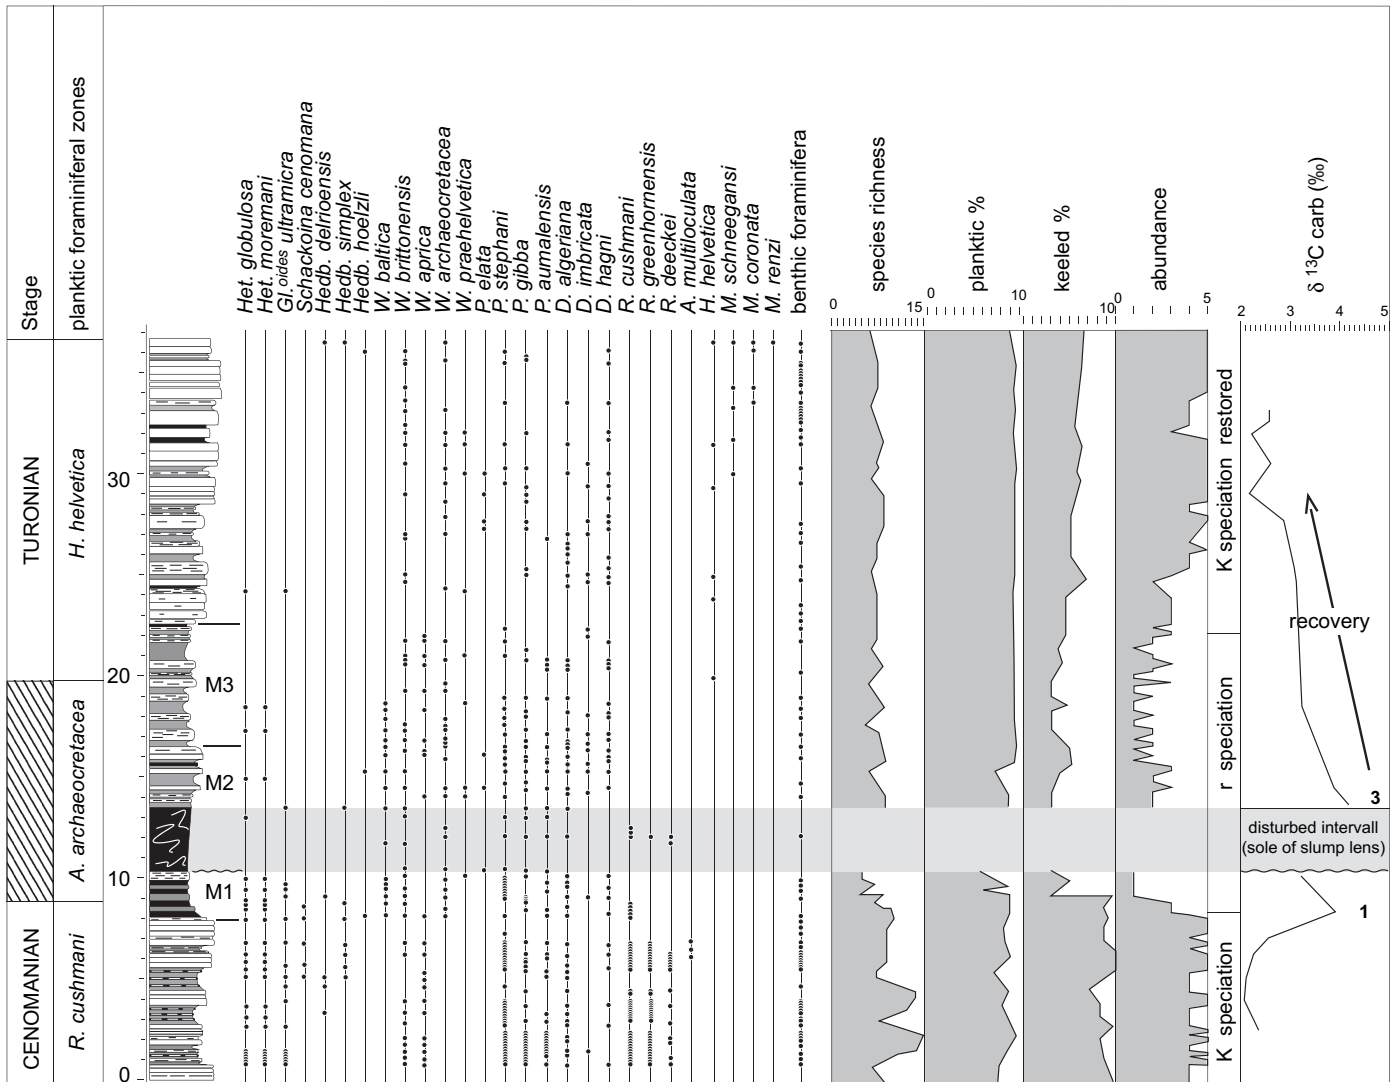 Stage
planktic foraminiferal zones
Het. globulosa
Het. moremani
Gl. oides ultramicra
Schackoina cenomana
Hedb. delrioensis
Hedb. simplex
Hedb. hoelzli
W. baltica
W. brittonensis
W. aprica
W. archaeocretacea
W. praehelvetica
P. elata
P. stephani
P. gibba
P. aumalensis
D. algeriana
D. imbricata
D. hagni
R. cushmani
R. greenhornensis
R. deeckei
A. multiloculata
H. helvetica
M. schneegansi
M. coronata
M. renzi
benthic foraminifera
species richness
planktic %
keeled %
abundance
δ 13C carb (‰)
0
15
0
10
10
0
5
2
3
4
5
TURONIAN
CENOMANIAN
H. helvetica
A. archaeocretacea
R. cushmani
30
20
10
0
M3
M2
M1
K speciation restored
r speciation
K speciation
recovery
3
disturbed intervall
(sole of slump lens)
1